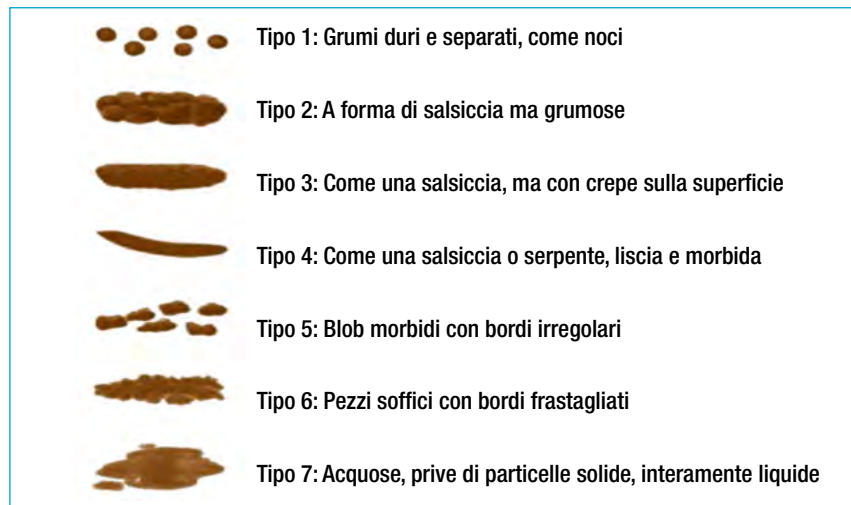 Tipo 1: Grumi duri e separati, come noci
Tipo 2: A forma di salsiccia ma grumose
Tipo 3: Come una salsiccia, ma con crepe sulla superficie
Tipo 4: Come una salsiccia o serpente, liscia e morbida
Tipo 5: Blob morbidi con bordi irregolari
Tipo 6: Pezzi soffici con bordi frastagliati
Tipo 7: Acquose, prive di particelle solide, interamente liquide